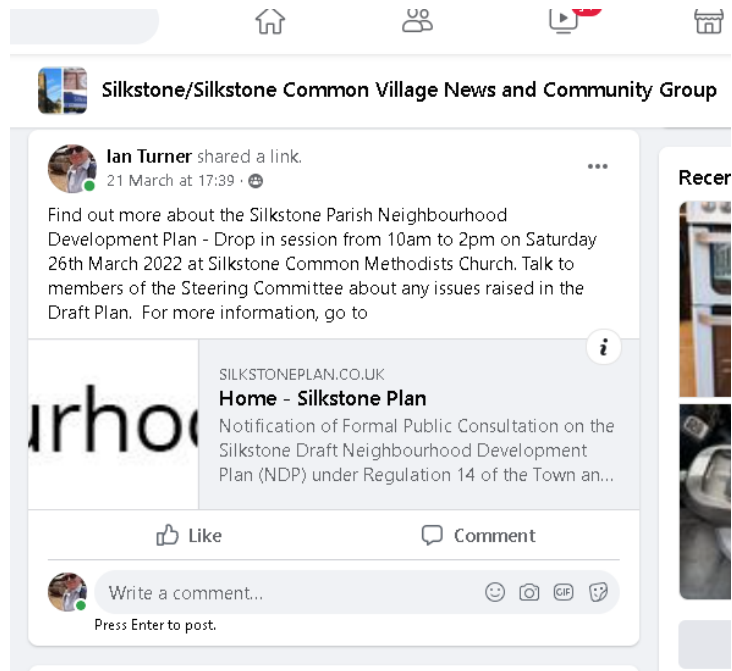 Silkstone/Silkstone Common Village News and Community Group
Ian Turner shared a link.
21 March at 17:39 ·
Find out more about the Silkstone Parish Neighbourhood
Development Plan - Drop in session from 10am to 2pm on Saturday
26th March 2022 at Silkstone Common Methodists Church. Talk to
members of the Steering Committee about any issues raised in the
Draft Plan.  For more information, go to
urhoo
i
SILKSTONEPLAN.CO.UK
Home - Silkstone Plan
Notification of Formal Public Consultation on the
Silkstone Draft Neighbourhood Development
Plan (NDP) under Regulation 14 of the Town an...
Like
Comment
Write a comment...
GIF
Press Enter to post.
Recer